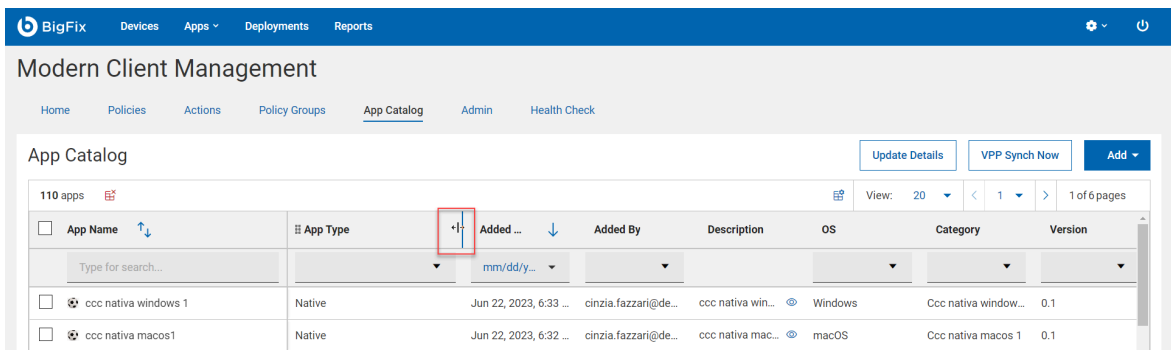 BigFix Devices Apps Deployments Reports
Modern Client Management
Home Policies Actions Policy Groups App Catalog Admin Health Check
App Catalog Update Details VPP Synch Now Add
110 apps View: 20 1 1 of 6 pages
App Name App Type Added ... Added By Description OS Category Version
Type for search... mm/dd/y...
ccc nativa windows 1 Native Jun 22, 2023, 6:33 ... cinzia.fazzari@de... ccc nativa win... Windows Ccc nativa window... 0.1
ccc nativa macos1 Native Jun 22, 2023, 6:32 ... cinzia.fazzari@de... ccc nativa mac... macOS Ccc nativa macos 1 0.1